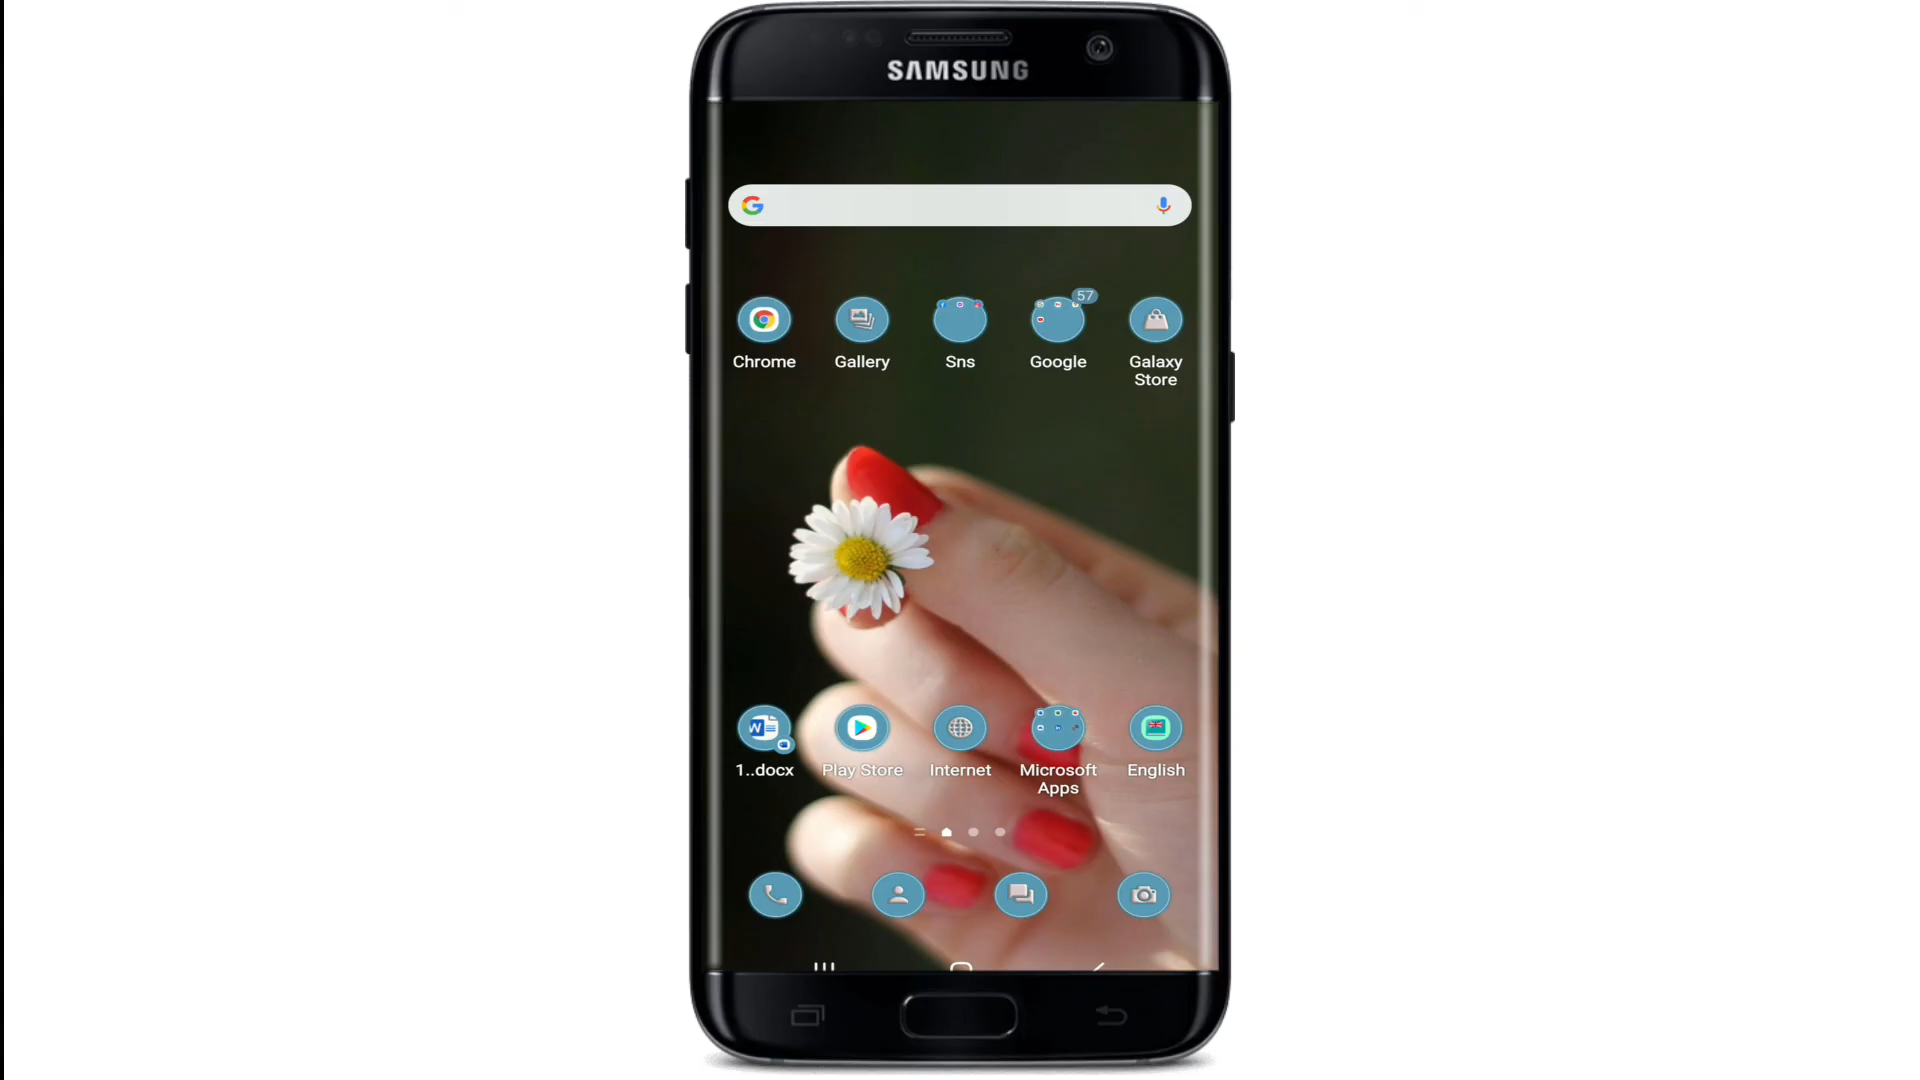 SAMSUNG
57
Chrome
Gallery
Sns
Google
Galaxy
Store
1..docx
Play Store
Internet
Microsoft
Apps
English